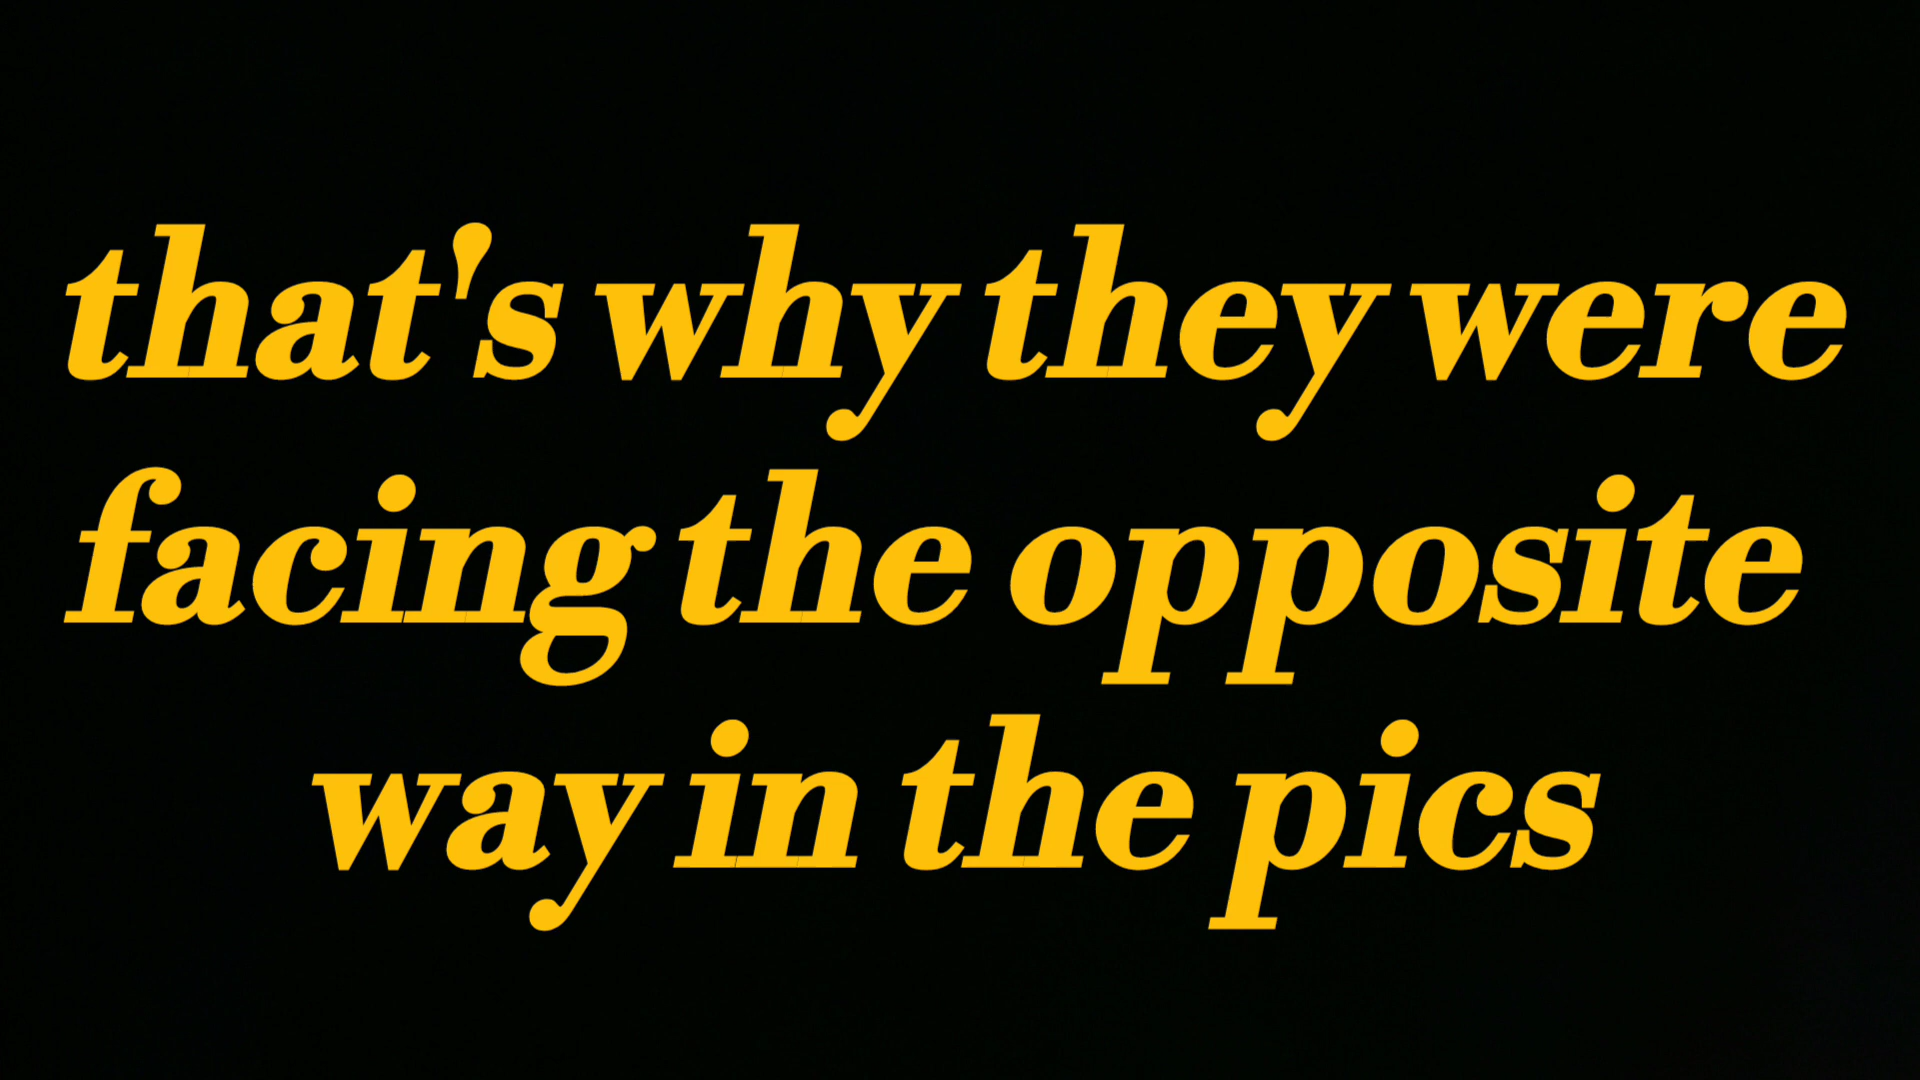 that's why they were
facing the opposite
way in the pics